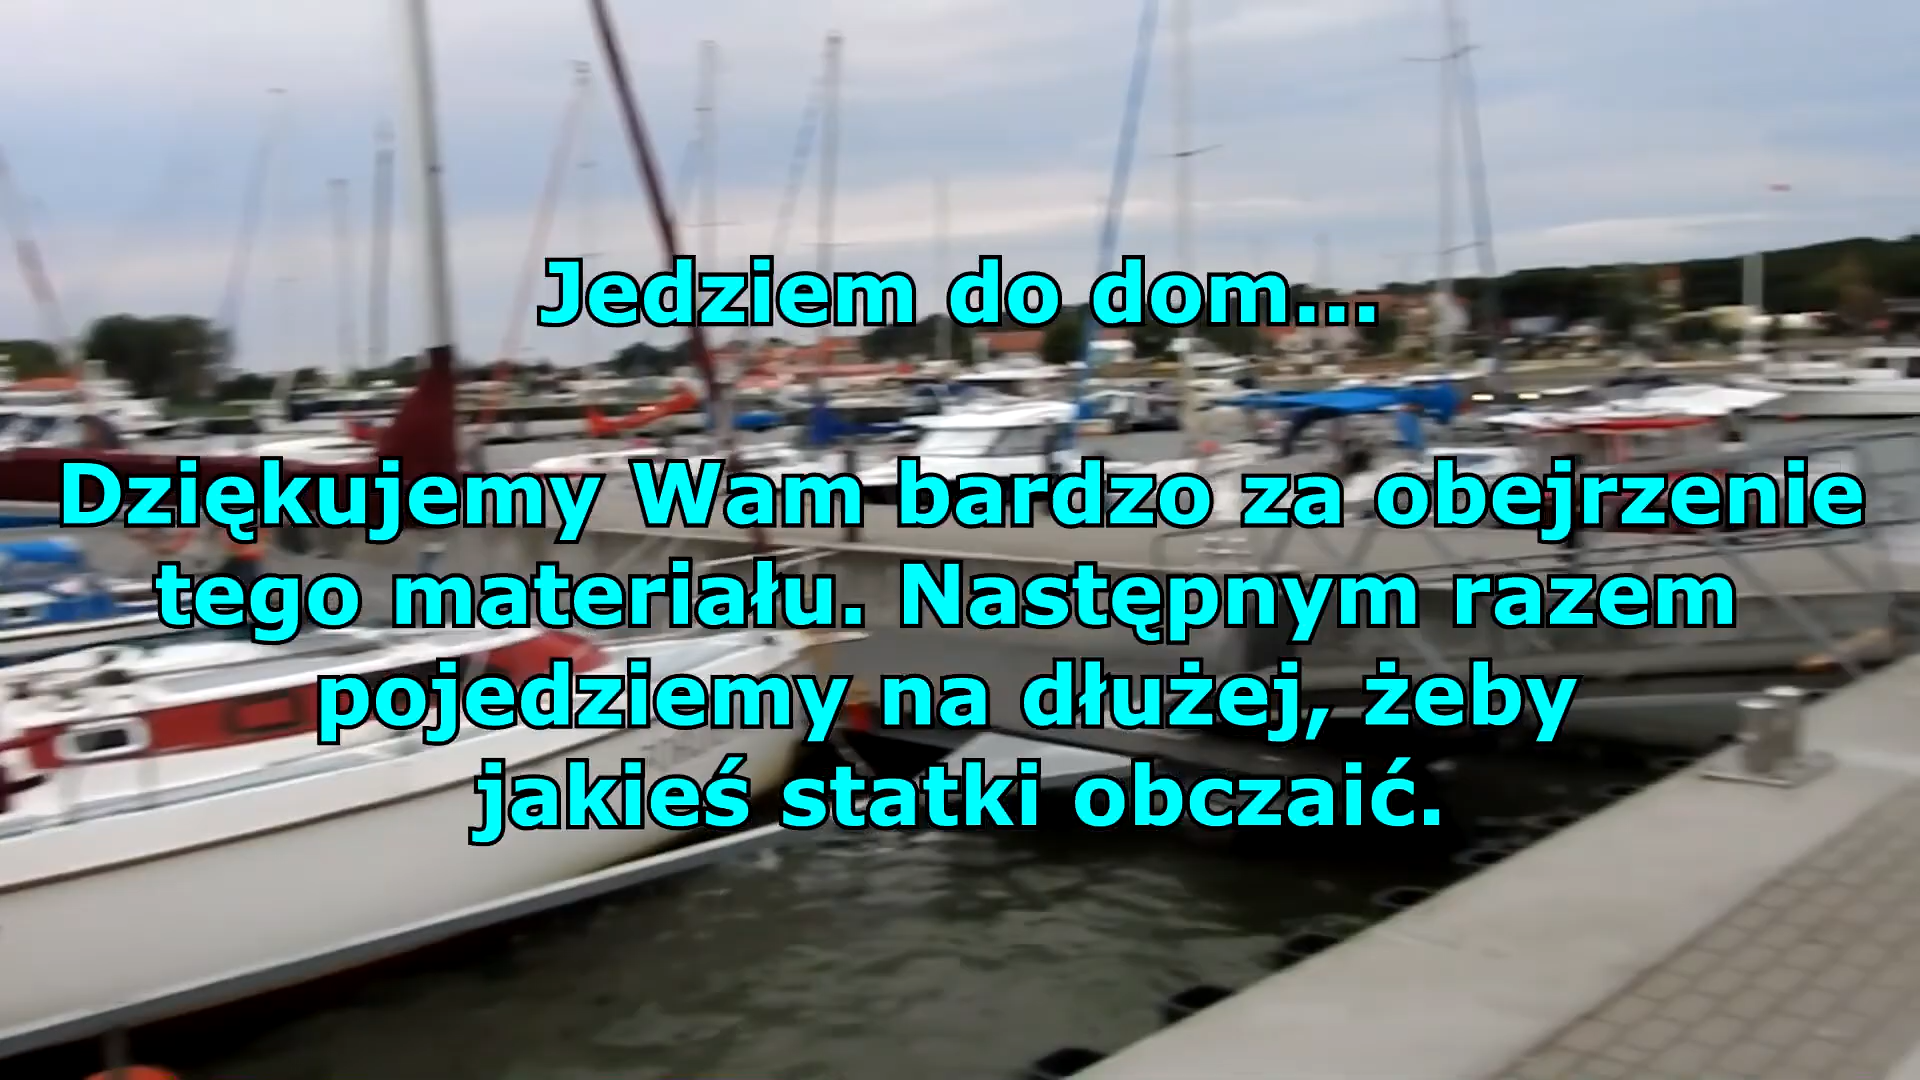 Jedziem do dom...
Dziękujemy Wam bardzo za obejrzenie
tego materiału. Następnym razem
pojedziemy na dłużej, żeby
jakieś statki obczaić.